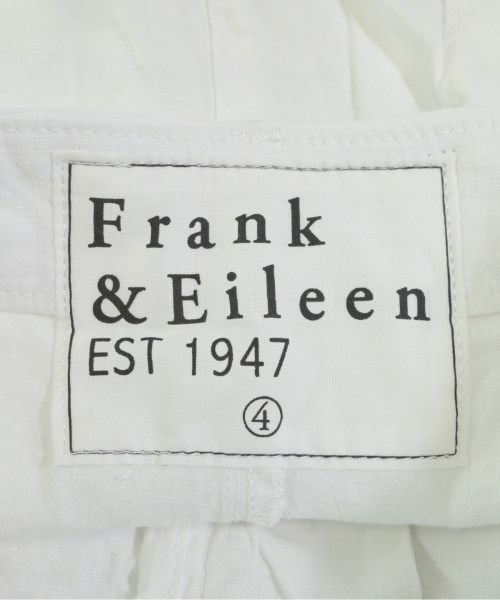 Frank
& Eileen
EST 1947
④